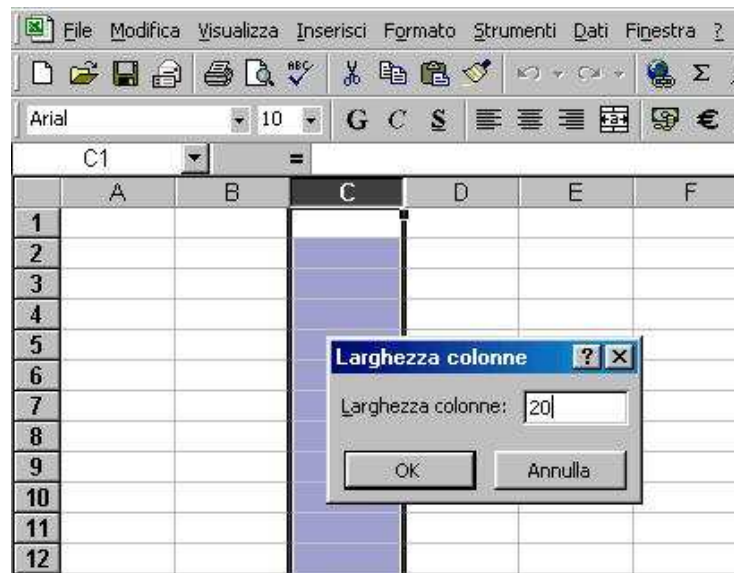 File Modifica Visualizza Inserisci Formato Strumenti Dati Finestra ?
ABC Σ
Arial 10 G C S €
C1 =
A B C D E F
1
2
3
4
5
6
7
8
9
10
11
12
Larghezza colonne ? ×
Larghezza colonne: 20
OK Annulla